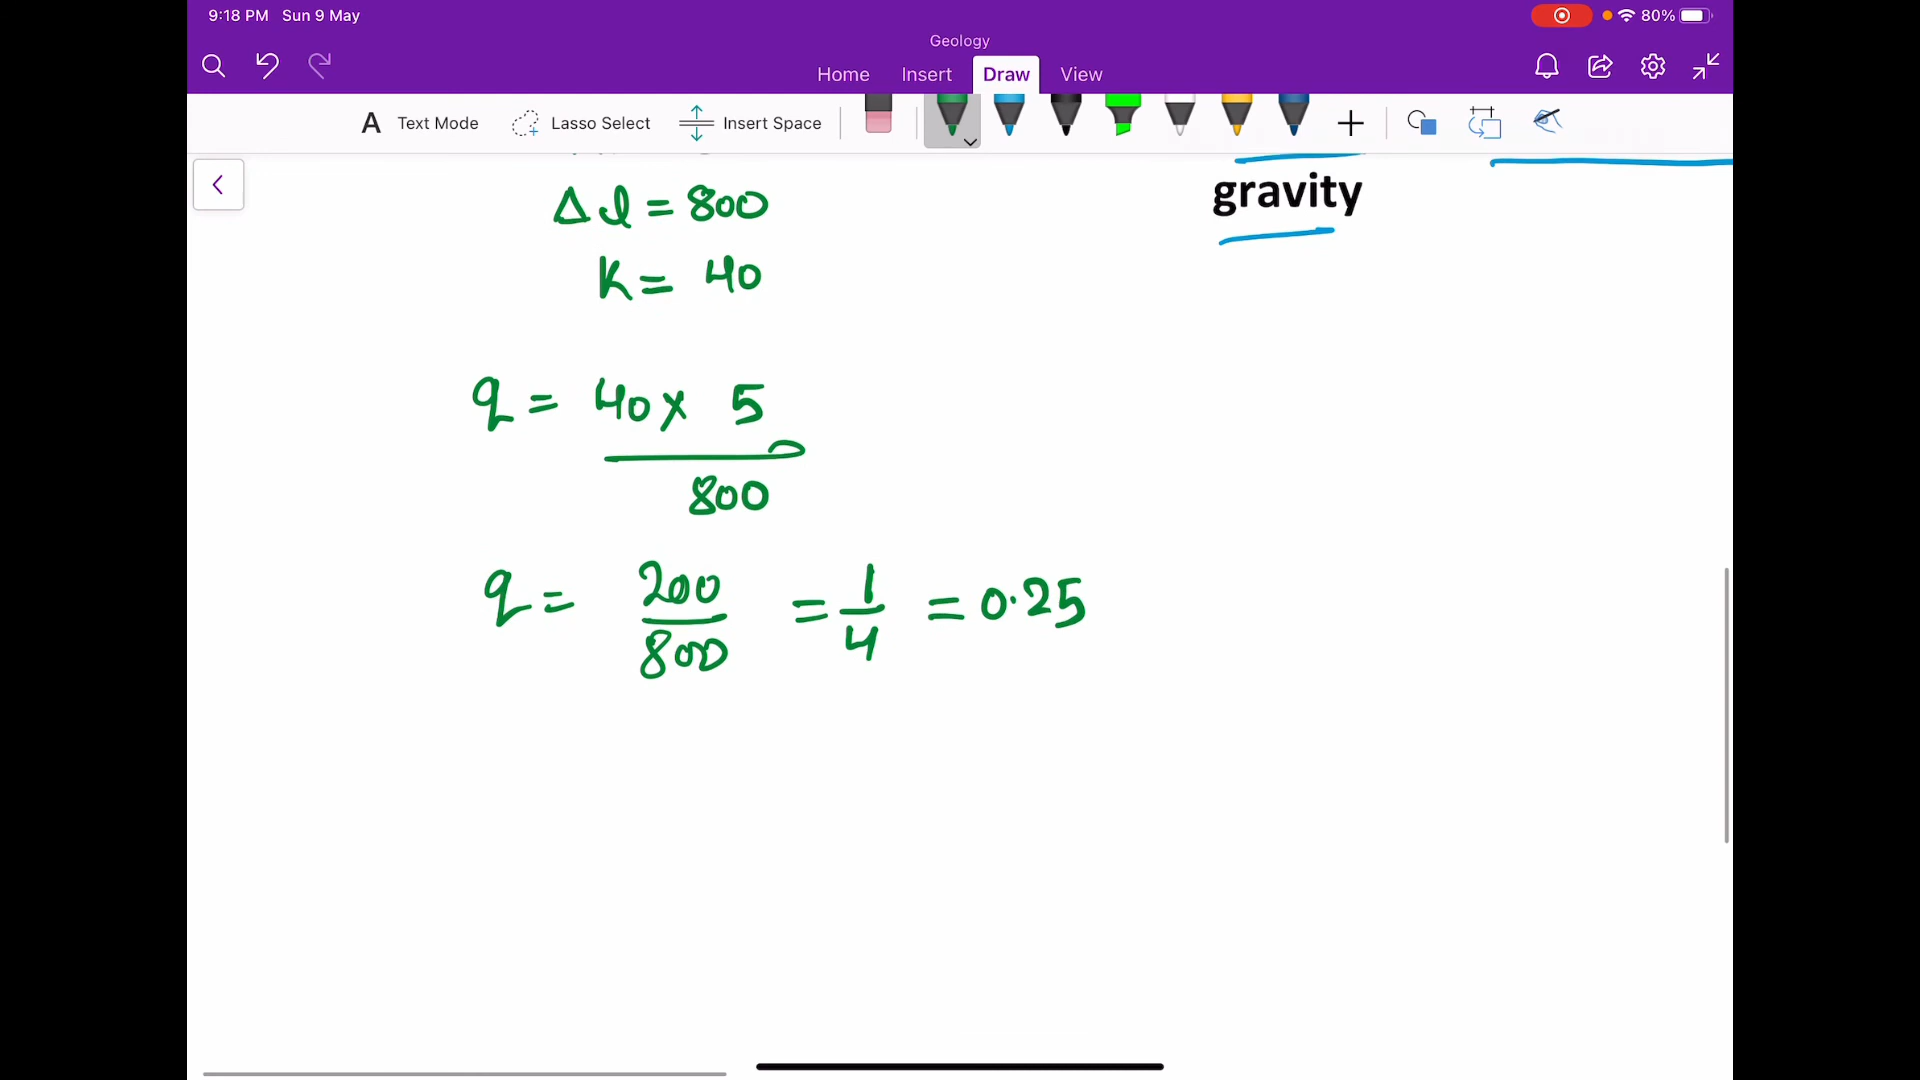 9:18 PM Sun 9 May
80%
Geology
Home Insert Draw View
A Text Mode Lasso Select Insert Space
Δl = 800
gravity
K = 40
q = 40 x 5
800
q = 200/800 = 1/4 = 0.25